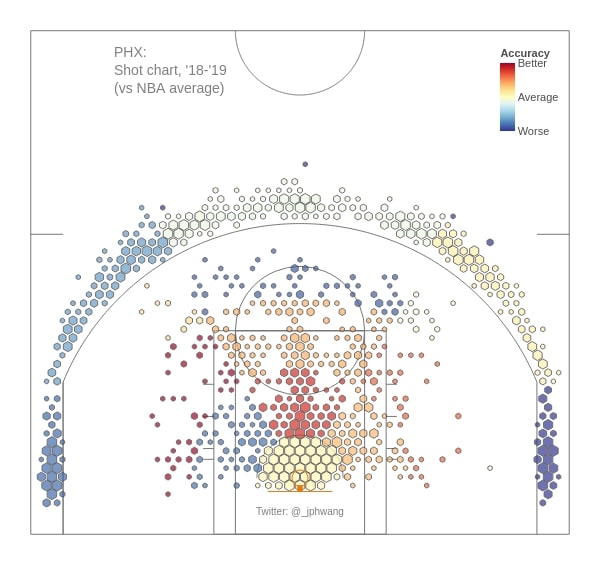 PHX:
Shot chart, '18-'19
(vs NBA average)
Accuracy
Better
Average
Worse
Twitter: @_jphwang